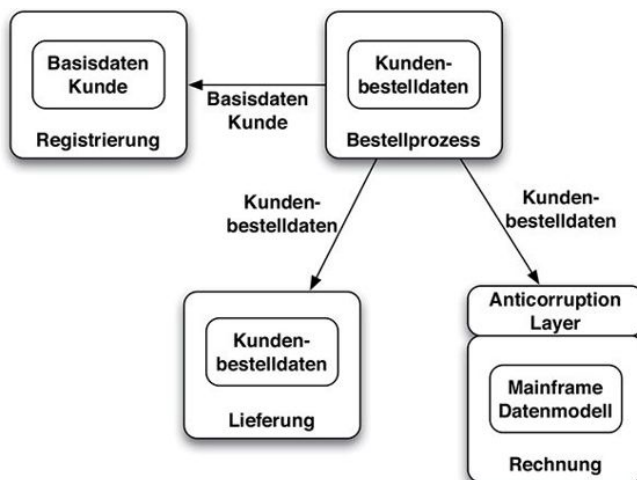 Basisdaten
Kunde
Registrierung
Basisdaten
Kunde
Kunden-
bestelldaten
Bestellprozess
Kunden-
bestelldaten
Kunden-
bestelldaten
Kunden-
bestelldaten
Lieferung
Anticorruption
Layer
Mainframe
Datenmodell
Rechnung